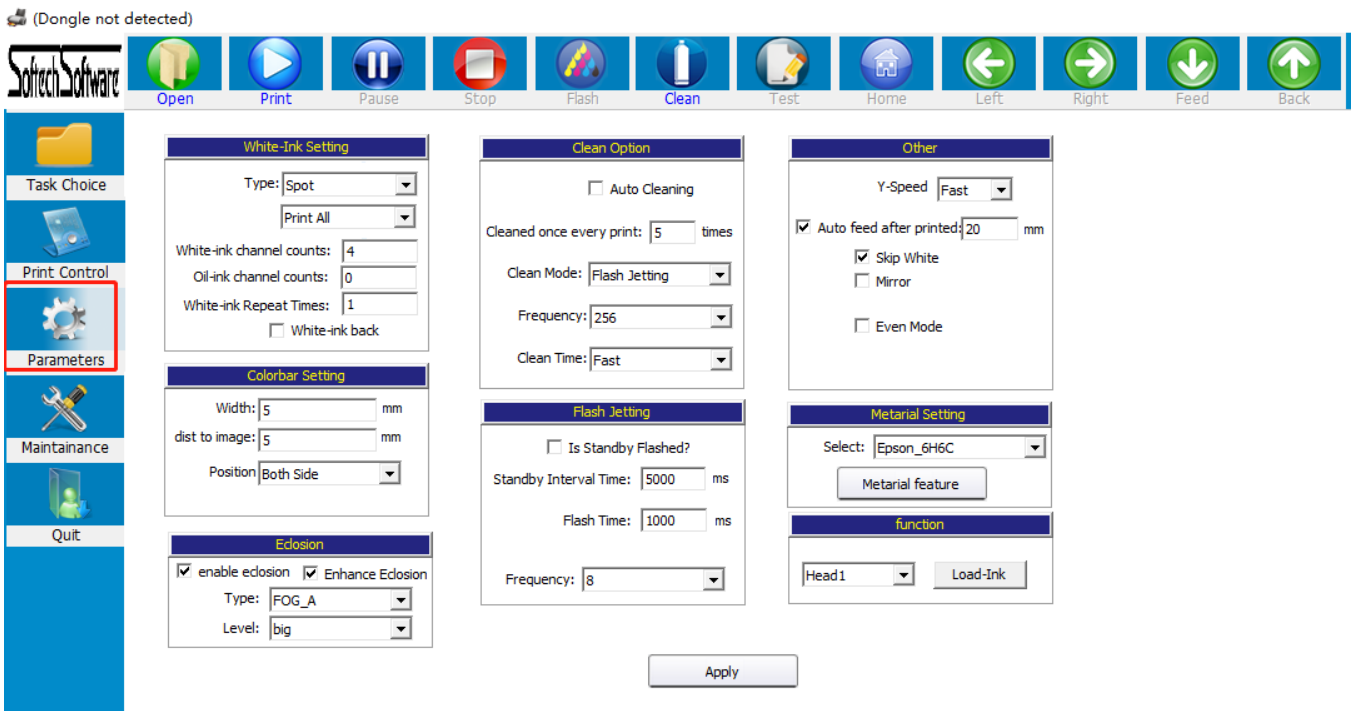 (Dongle not detected)
Softech Software
Open Print Pause Stop Flash Clean Test Home Left Right Feed Back
Task Choice
Print Control
Parameters
Maintainance
Quit
White-Ink Setting
Type: Spot
Print All
White-ink channel counts: 4
Oil-ink channel counts: 0
White-ink Repeat Times: 1
White-ink back
Colorbar Setting
Width: 5 mm
dist to image: 5 mm
Position Both Side
Eclosion
enable eclosion Enhance Eclosion
Type: FOG_A
Level: big
Clean Option
Auto Cleaning
Cleaned once every print: 5 times
Clean Mode: Flash Jetting
Frequency: 256
Clean Time: Fast
Flash Jetting
Is Standby Flashed?
Standby Interval Time: 5000 ms
Flash Time: 1000 ms
Frequency: 8
Other
Y-Speed Fast
Auto feed after printed: 20 mm
Skip White
Mirror
Even Mode
Metarial Setting
Select: Epson_6H6C
Metarial feature
function
Head1 Load-Ink
Apply